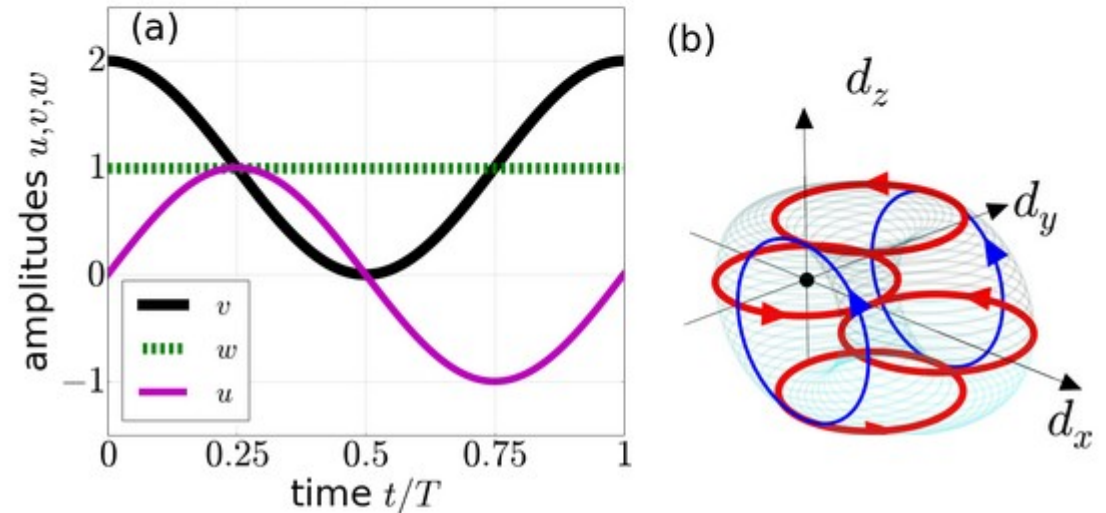 (a)
amplitudes u,v,w
2
1
0
−1
v
w
u
0
0.25
0.5
0.75
1
time t/T
(b)
d_z
d_y
d_x